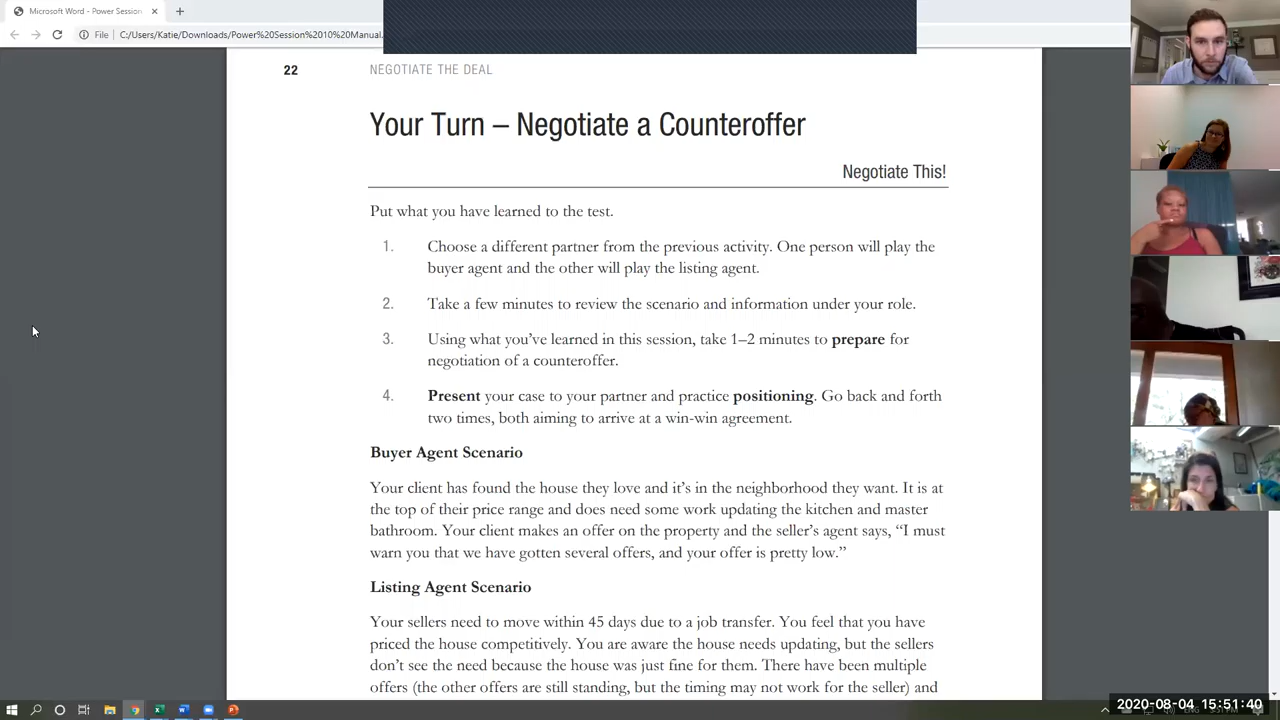 Microsoft Word - Power Session
File
C:/Users/Katie/Downloads/Power%20Session%2010%20Manual.
22
NEGOTIATE THE DEAL
Your Turn – Negotiate a Counteroffer
Negotiate This!
Put what you have learned to the test.
1. Choose a different partner from the previous activity. One person will play the
buyer agent and the other will play the listing agent.
2. Take a few minutes to review the scenario and information under your role.
3. Using what you’ve learned in this session, take 1–2 minutes to prepare for
negotiation of a counteroffer.
4. Present your case to your partner and practice positioning. Go back and forth
two times, both aiming to arrive at a win-win agreement.
Buyer Agent Scenario
Your client has found the house they love and it’s in the neighborhood they want. It is at
the top of their price range and does need some work updating the kitchen and master
bathroom. Your client makes an offer on the property and the seller’s agent says, “I must
warn you that we have gotten several offers, and your offer is pretty low.”
Listing Agent Scenario
Your sellers need to move within 45 days due to a job transfer. You feel that you have
priced the house competitively. You are aware the house needs updating, but the sellers
don’t see the need because the house was just fine for them. There have been multiple
offers (the other offers are still standing, but the timing may not work for the seller) and
2020-08-04 15:51:40